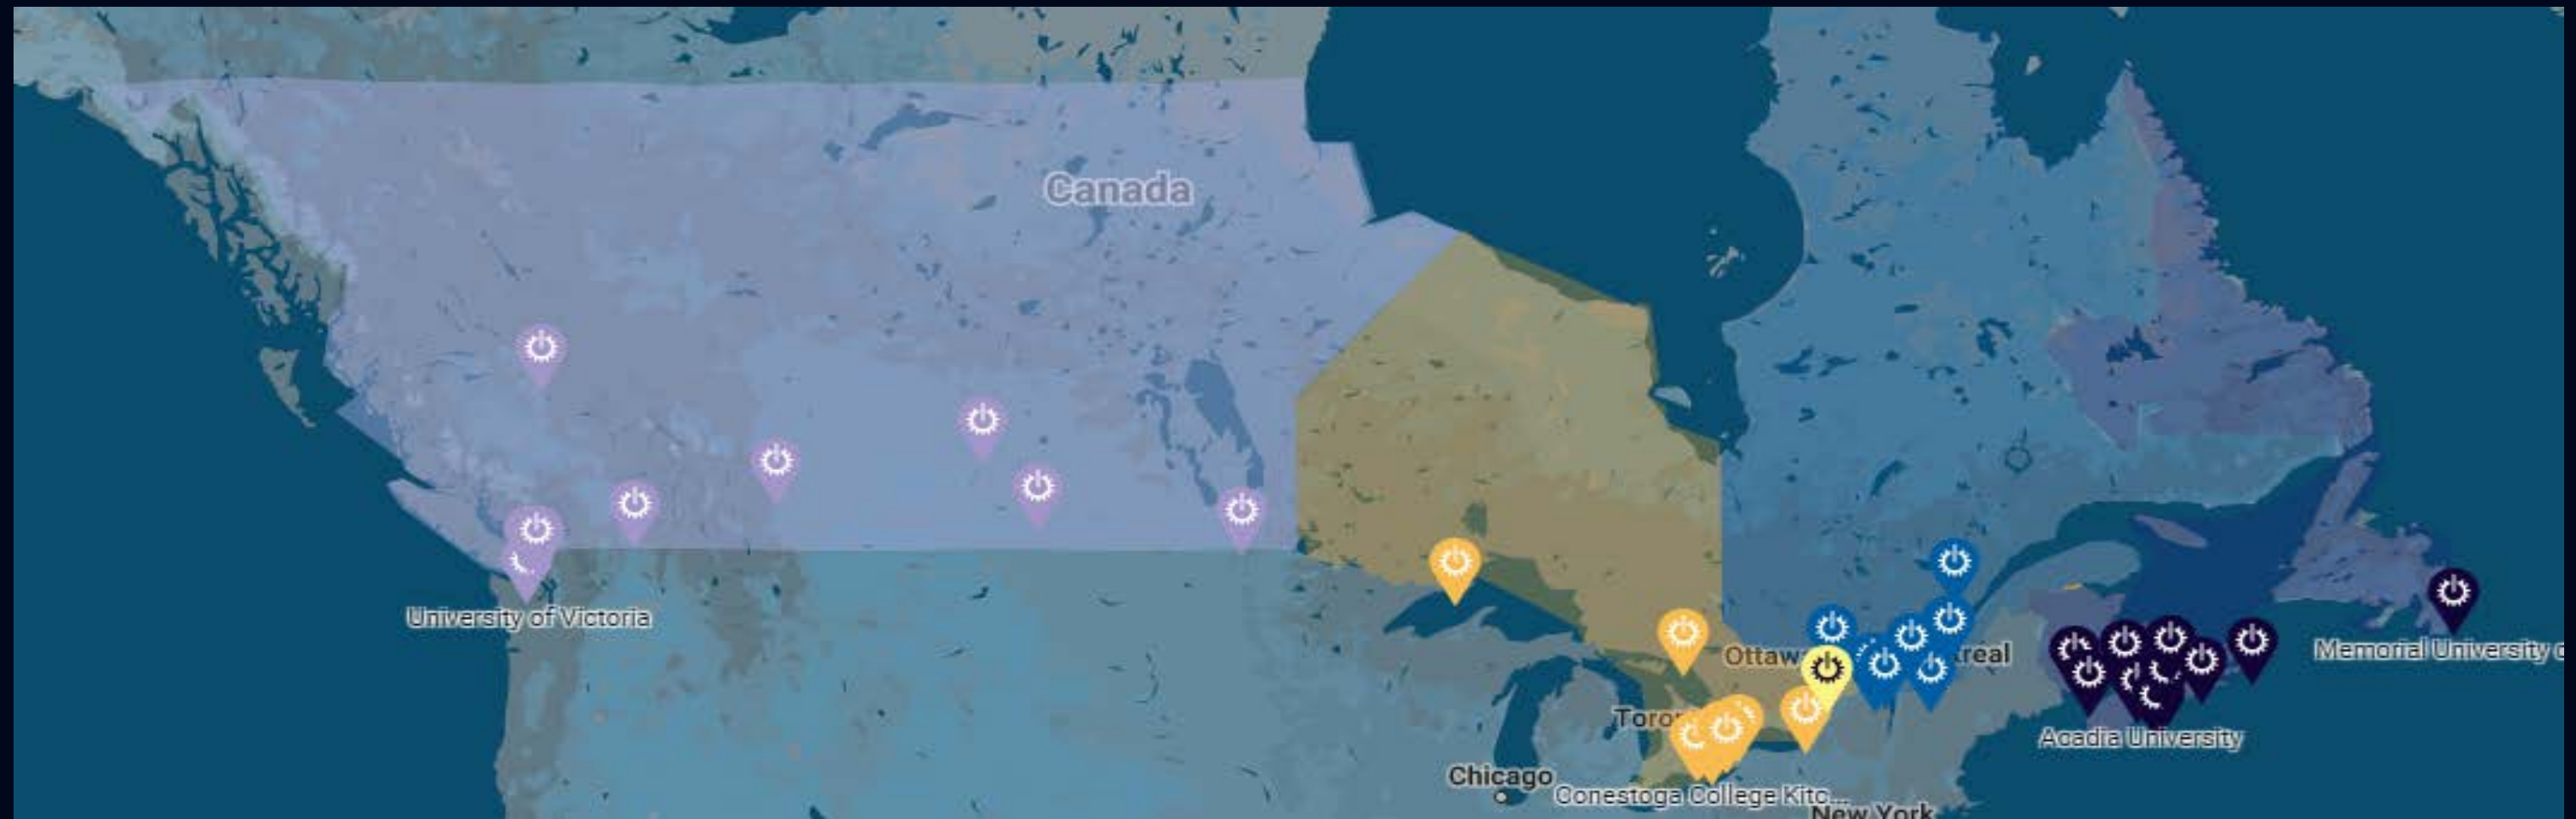 Canada
University of Victoria
Memorial University
Ottaw
real
Toro
Acadia University
Chicago
Conestoga College Kitc...
New York